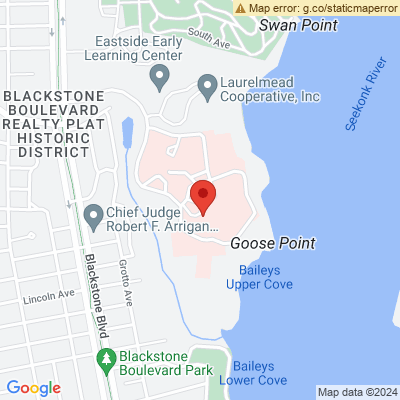 Map error: g.co/staticmaperror
Swan Point
South Ave
Eastside Early
Learning Center
Laurelmead
Cooperative, Inc
Seekonk River
BLACKSTONE
BOULEVARD
REALTY PLAT
HISTORIC
DISTRICT
Chief Judge
Robert F. Arrigan...
Goose Point
Blackstone Blvd
Grotto Ave
Baileys
Upper Cove
Lincoln Ave
Blackstone
Boulevard Park
Baileys
Lower Cove
Google
Map data ©2024